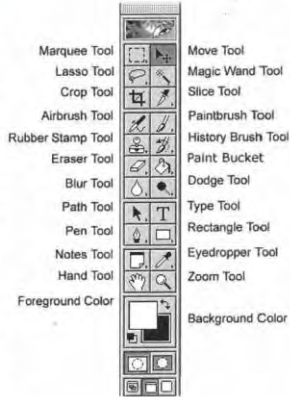 Marquee Tool Move Tool
Lasso Tool Magic Wand Tool
Crop Tool Slice Tool
Airbrush Tool Paintbrush Tool
Rubber Stamp Tool History Brush Tool
Eraser Tool Paint Bucket
Blur Tool Dodge Tool
Path Tool T Type Tool
Pen Tool Rectangle Tool
Notes Tool Eyedropper Tool
Hand Tool Zoom Tool
Foreground Color
Background Color